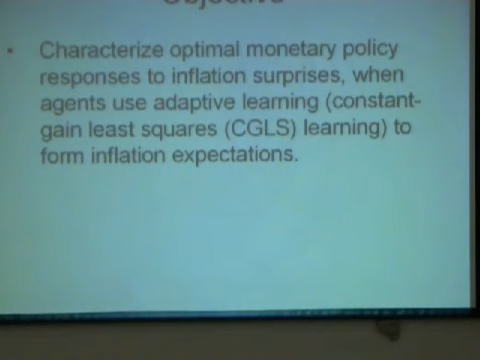 Objective
• Characterize optimal monetary policy
responses to inflation surprises, when
agents use adaptive learning (constant-
gain least squares (CGLS) learning) to
form inflation expectations.